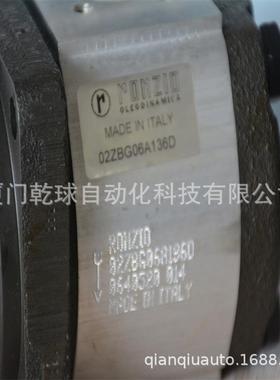 RONZIO
OLEODINAMICA
MADE IN ITALY
02ZBG06A136D
厦门乾球自动化科技有限公司
RONZIO
MADE IN ITALY
qianqiuauto.1688.com